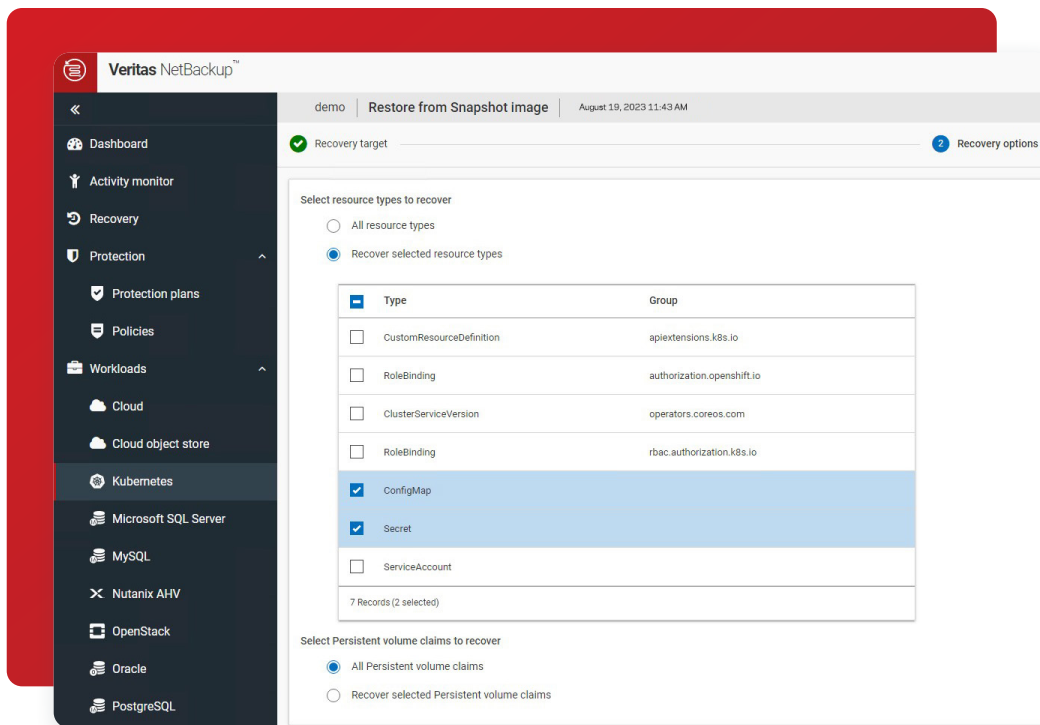 Veritas NetBackup™
demo Restore from Snapshot image August 19, 2023 11:43 AM
Dashboard
Activity monitor
Recovery
Protection
Protection plans
Policies
Workloads
Cloud
Cloud object store
Kubernetes
Microsoft SQL Server
MySQL
Nutanix AHV
OpenStack
Oracle
PostgreSQL
Recovery target
2 Recovery options
Select resource types to recover
All resource types
Recover selected resource types
Type Group
CustomResourceDefinition apiextensions.k8s.io
RoleBinding authorization.openshift.io
ClusterServiceVersion operators.coreos.com
RoleBinding rbac.authorization.k8s.io
ConfigMap
Secret
ServiceAccount
7 Records (2 selected)
Select Persistent volume claims to recover
All Persistent volume claims
Recover selected Persistent volume claims